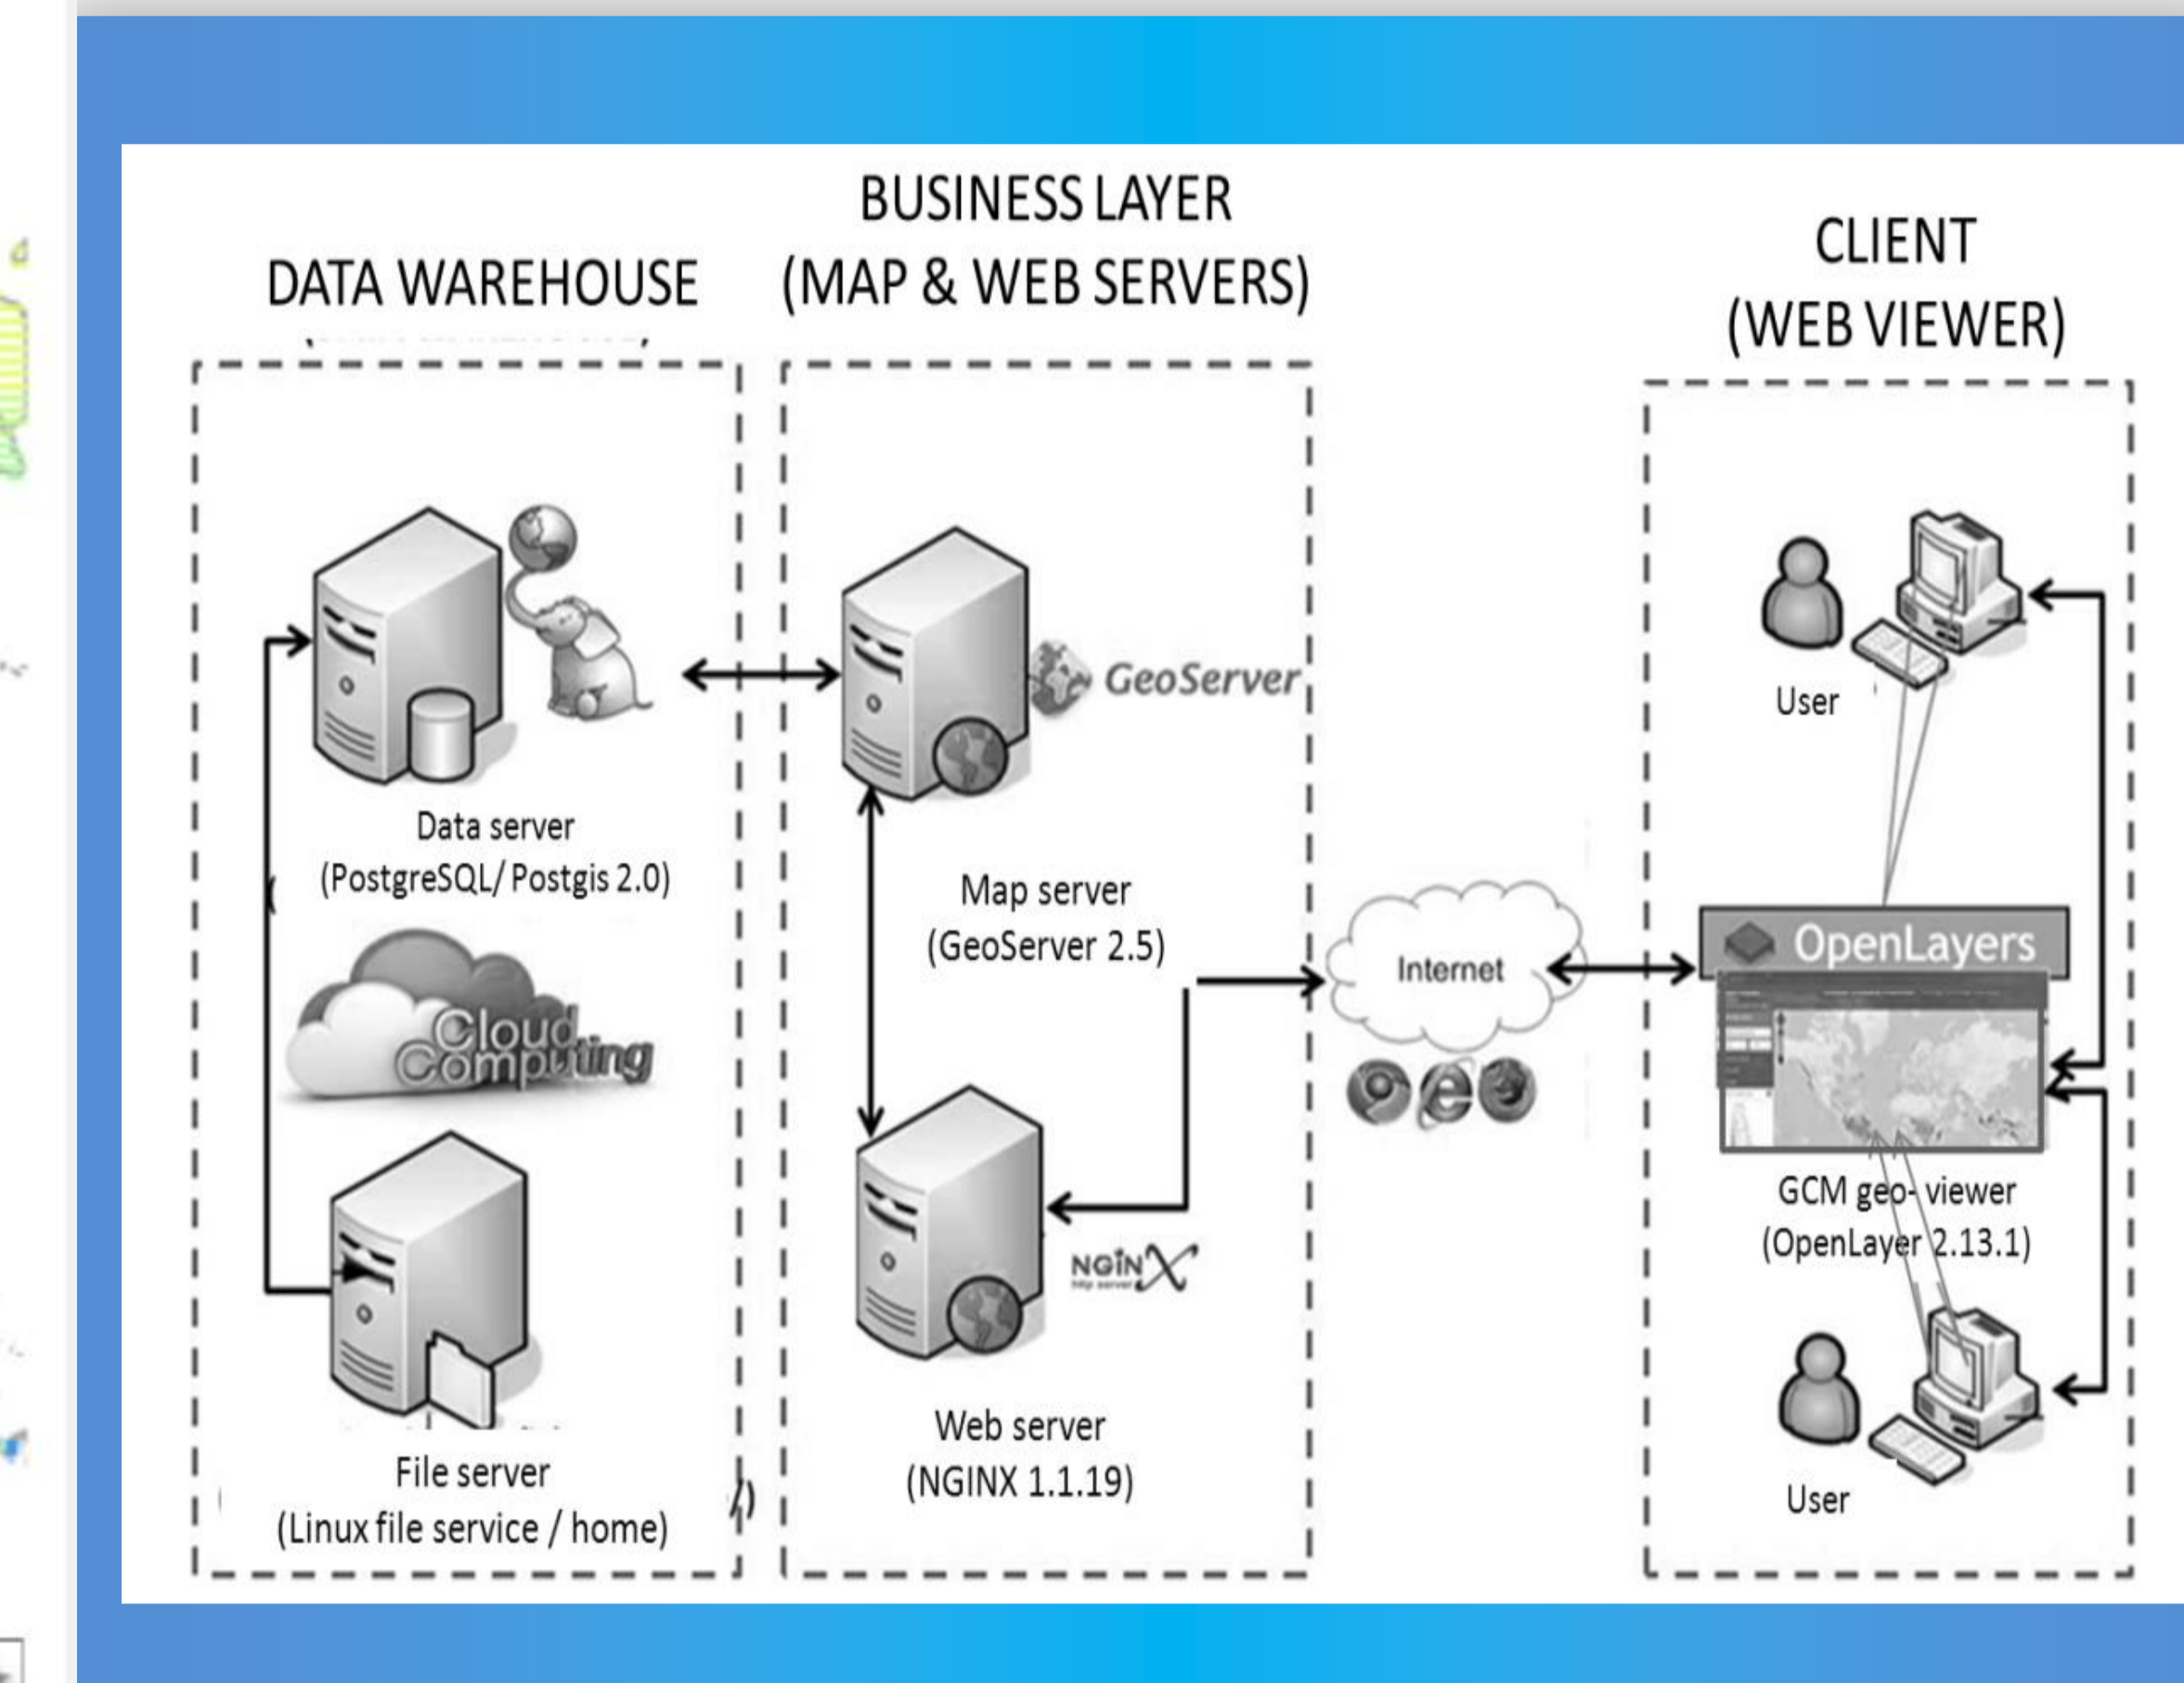 DATA WAREHOUSE
BUSINESS LAYER
(MAP & WEB SERVERS)
CLIENT
(WEB VIEWER)
Data server
(PostgreSQL/ Postgis 2.0)
Cloud
Computing
File server
(Linux file service / home)
GeoServer
Map server
(GeoServer 2.5)
NGiNX
http server
Web server
(NGINX 1.1.19)
Internet
User
OpenLayers
GCM geo- viewer
(OpenLayer 2.13.1)
User